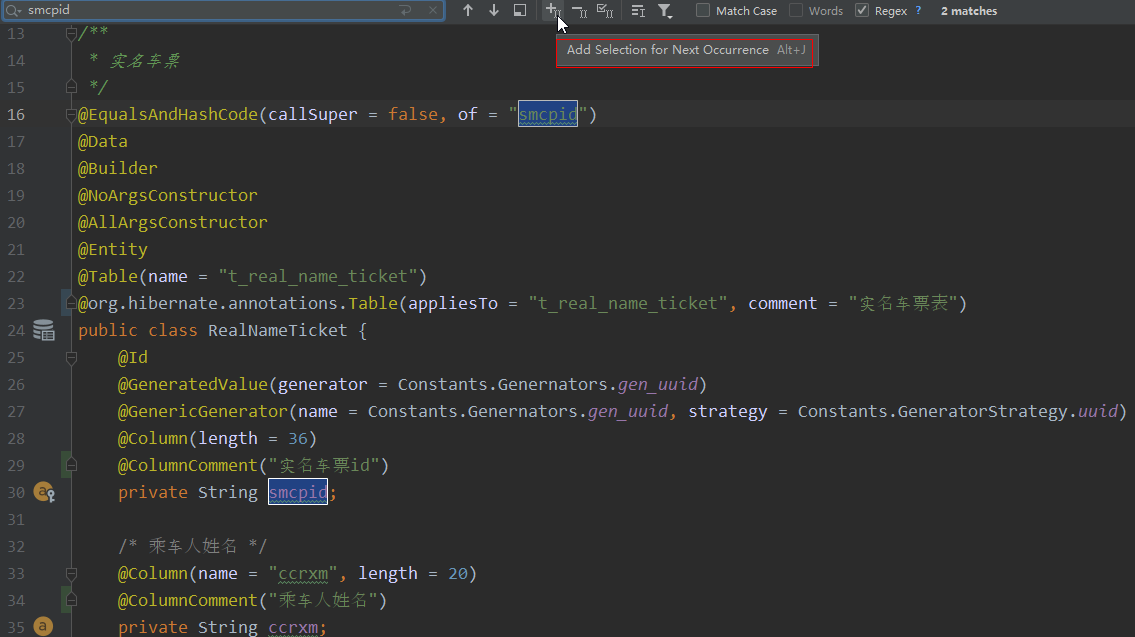 smcpid Match Case Words Regex ? 2 matches
Add Selection for Next Occurrence Alt+J
13 /**
14 * 实名车票
15 */
16 @EqualsAndHashCode(callSuper = false, of = "smcpid")
17 @Data
18 @Builder
19 @NoArgsConstructor
20 @AllArgsConstructor
21 @Entity
22 @Table(name = "t_real_name_ticket")
23 @org.hibernate.annotations.Table(appliesTo = "t_real_name_ticket", comment = "实名车票表")
24 public class RealNameTicket {
25 @Id
26 @GeneratedValue(generator = Constants.Genernators.gen_uuid)
27 @GenericGenerator(name = Constants.Genernators.gen_uuid, strategy = Constants.GeneratorStrategy.uuid)
28 @Column(length = 36)
29 @ColumnComment("实名车票id")
30 private String smcpid;
31
32 /* 乘车人姓名 */
33 @Column(name = "ccrxm", length = 20)
34 @ColumnComment("乘车人姓名")
35 private String ccrxm;